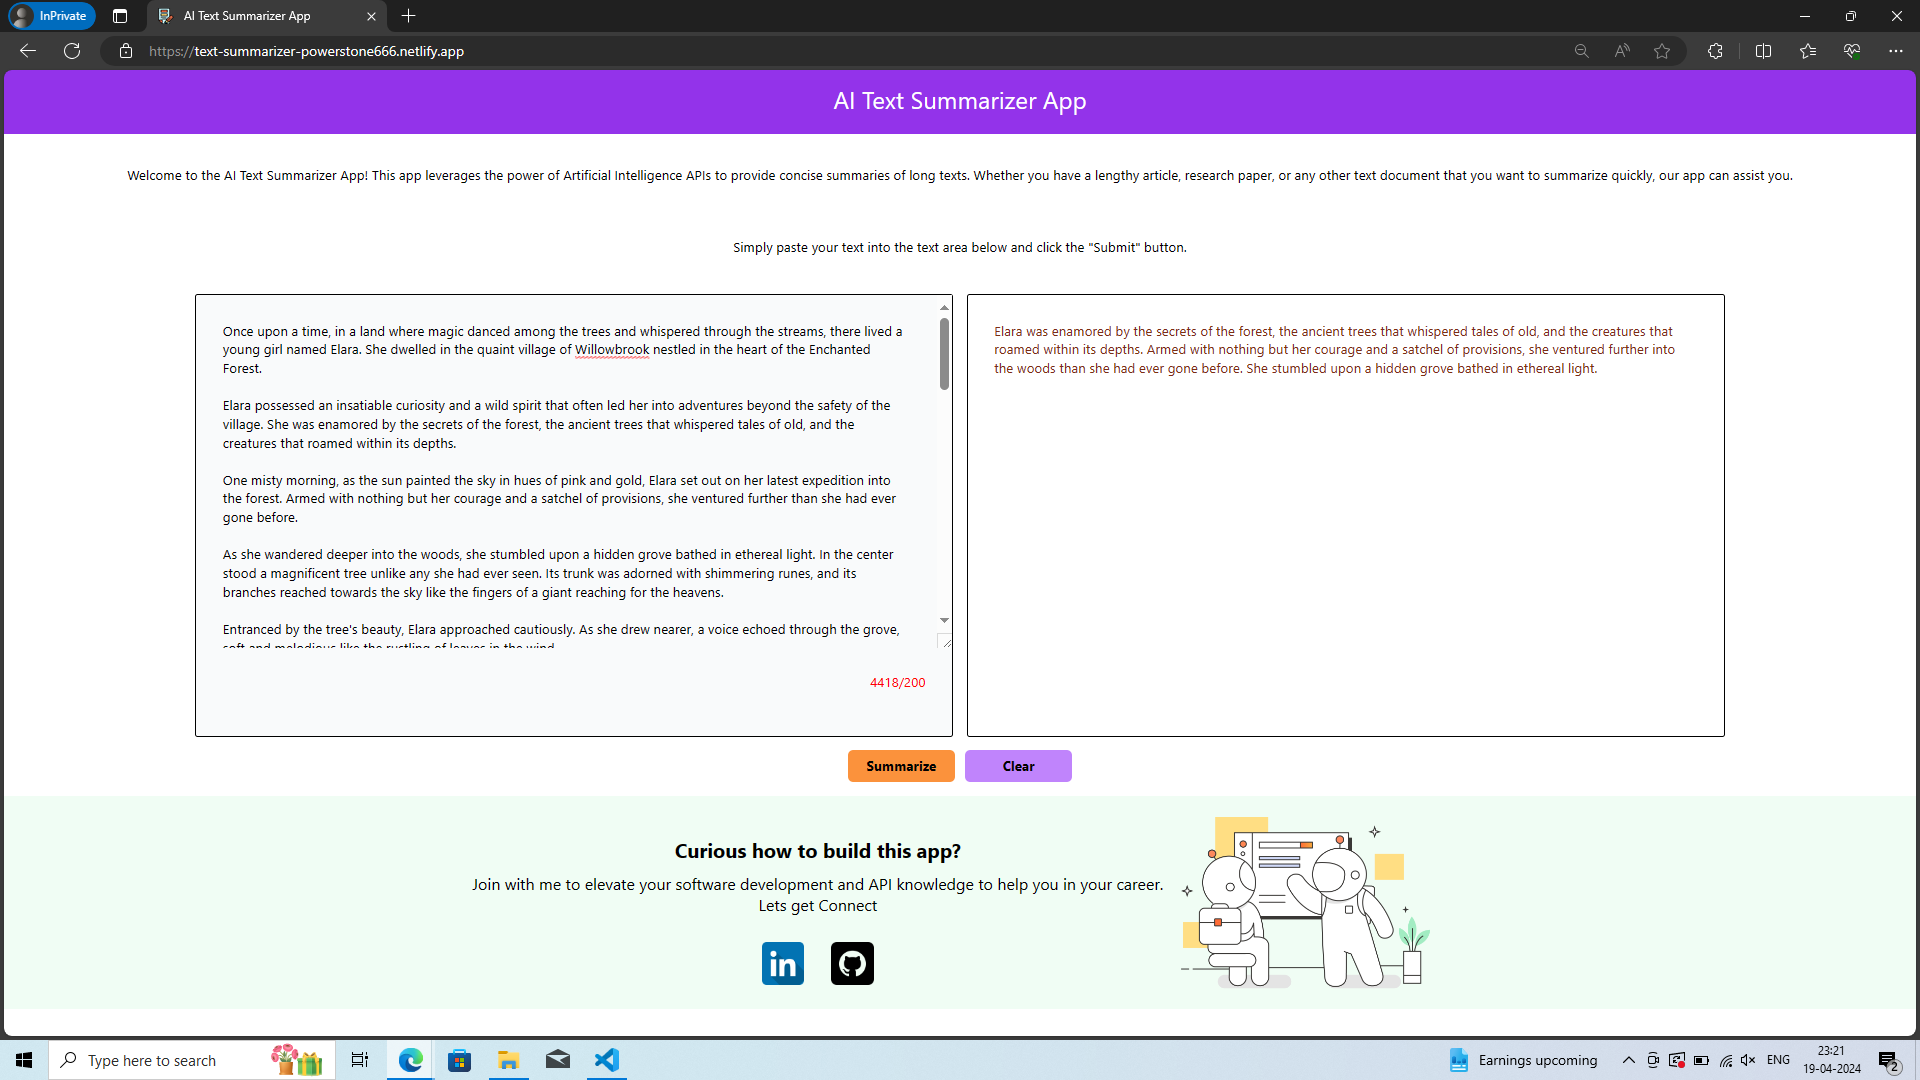 InPrivate
AI Text Summarizer App
https://text-summarizer-powerstone666.netlify.app
AI Text Summarizer App
Welcome to the AI Text Summarizer App! This app leverages the power of Artificial Intelligence APIs to provide concise summaries of long texts. Whether you have a lengthy article, research paper, or any other text document that you want to summarize quickly, our app can assist you.
Simply paste your text into the text area below and click the "Submit" button.
Once upon a time, in a land where magic danced among the trees and whispered through the streams, there lived a
young girl named Elara. She dwelled in the quaint village of Willowbrook nestled in the heart of the Enchanted
Forest.
Elara possessed an insatiable curiosity and a wild spirit that often led her into adventures beyond the safety of the
village. She was enamored by the secrets of the forest, the ancient trees that whispered tales of old, and the
creatures that roamed within its depths.
One misty morning, as the sun painted the sky in hues of pink and gold, Elara set out on her latest expedition into
the forest. Armed with nothing but her courage and a satchel of provisions, she ventured further than she had ever
gone before.
As she wandered deeper into the woods, she stumbled upon a hidden grove bathed in ethereal light. In the center
stood a magnificent tree unlike any she had ever seen. Its trunk was adorned with shimmering runes, and its
branches reached towards the sky like the fingers of a giant reaching for the heavens.
Entranced by the tree's beauty, Elara approached cautiously. As she drew nearer, a voice echoed through the grove,
soft and melodious like the rustling of leaves in the wind.
4418/200
Elara was enamored by the secrets of the forest, the ancient trees that whispered tales of old, and the creatures that
roamed within its depths. Armed with nothing but her courage and a satchel of provisions, she ventured further into
the woods than she had ever gone before. She stumbled upon a hidden grove bathed in ethereal light.
Summarize
Clear
Curious how to build this app?
Join with me to elevate your software development and API knowledge to help you in your career.
Lets get Connect
in
Type here to search
Earnings upcoming
ENG
23:21
19-04-2024
2